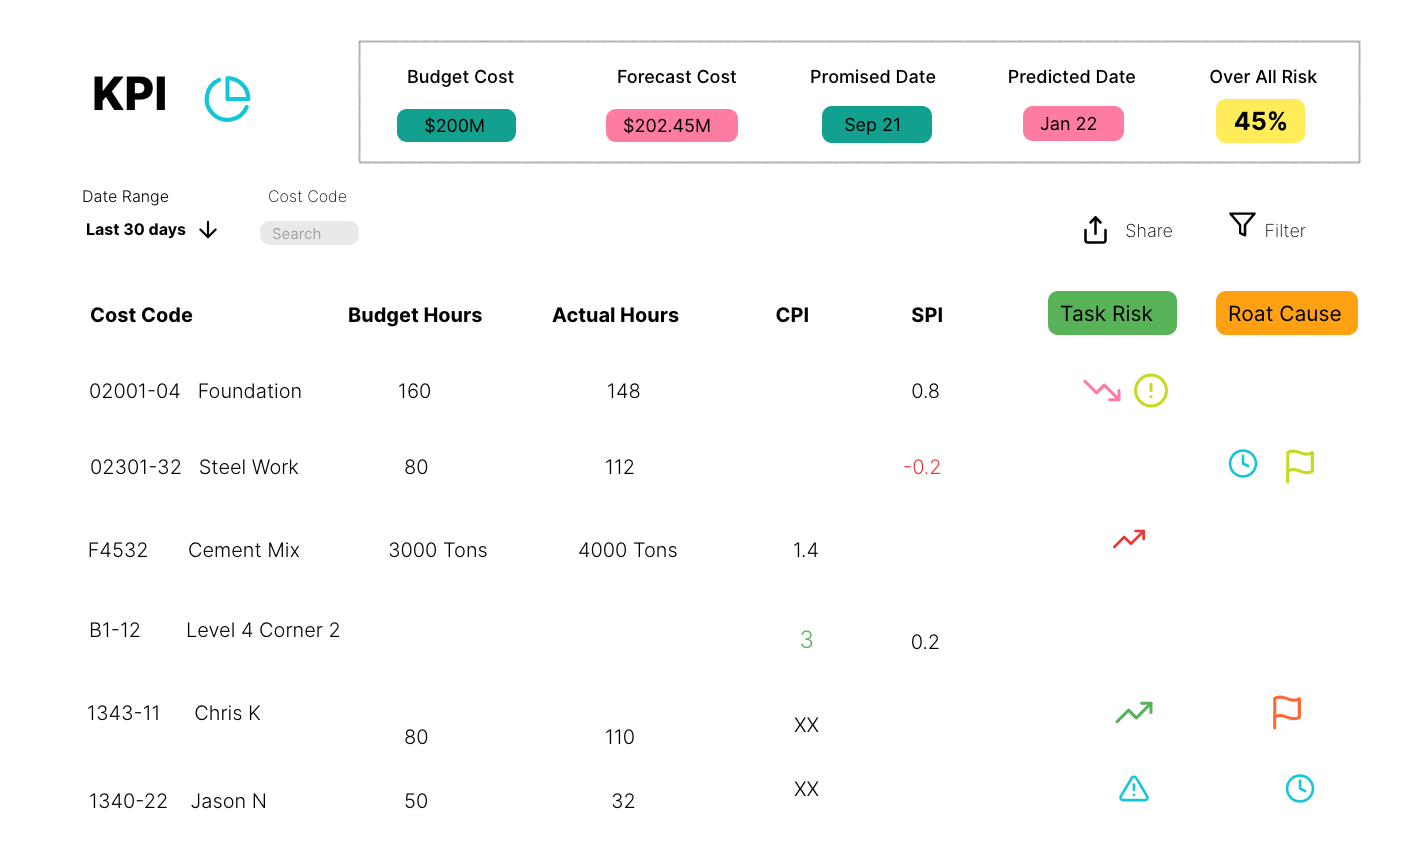 KPI
Budget Cost Forecast Cost Promised Date Predicted Date Over All Risk
$200M $202.45M Sep 21 Jan 22 45%
Date Range Cost Code
Last 30 days Search Share Filter
Cost Code Budget Hours Actual Hours CPI SPI Task Risk Roat Cause
02001-04 Foundation 160 148 0.8
02301-32 Steel Work 80 112 -0.2
F4532 Cement Mix 3000 Tons 4000 Tons 1.4
B1-12 Level 4 Corner 2 3 0.2
1343-11 Chris K 80 110 XX
1340-22 Jason N 50 32 XX